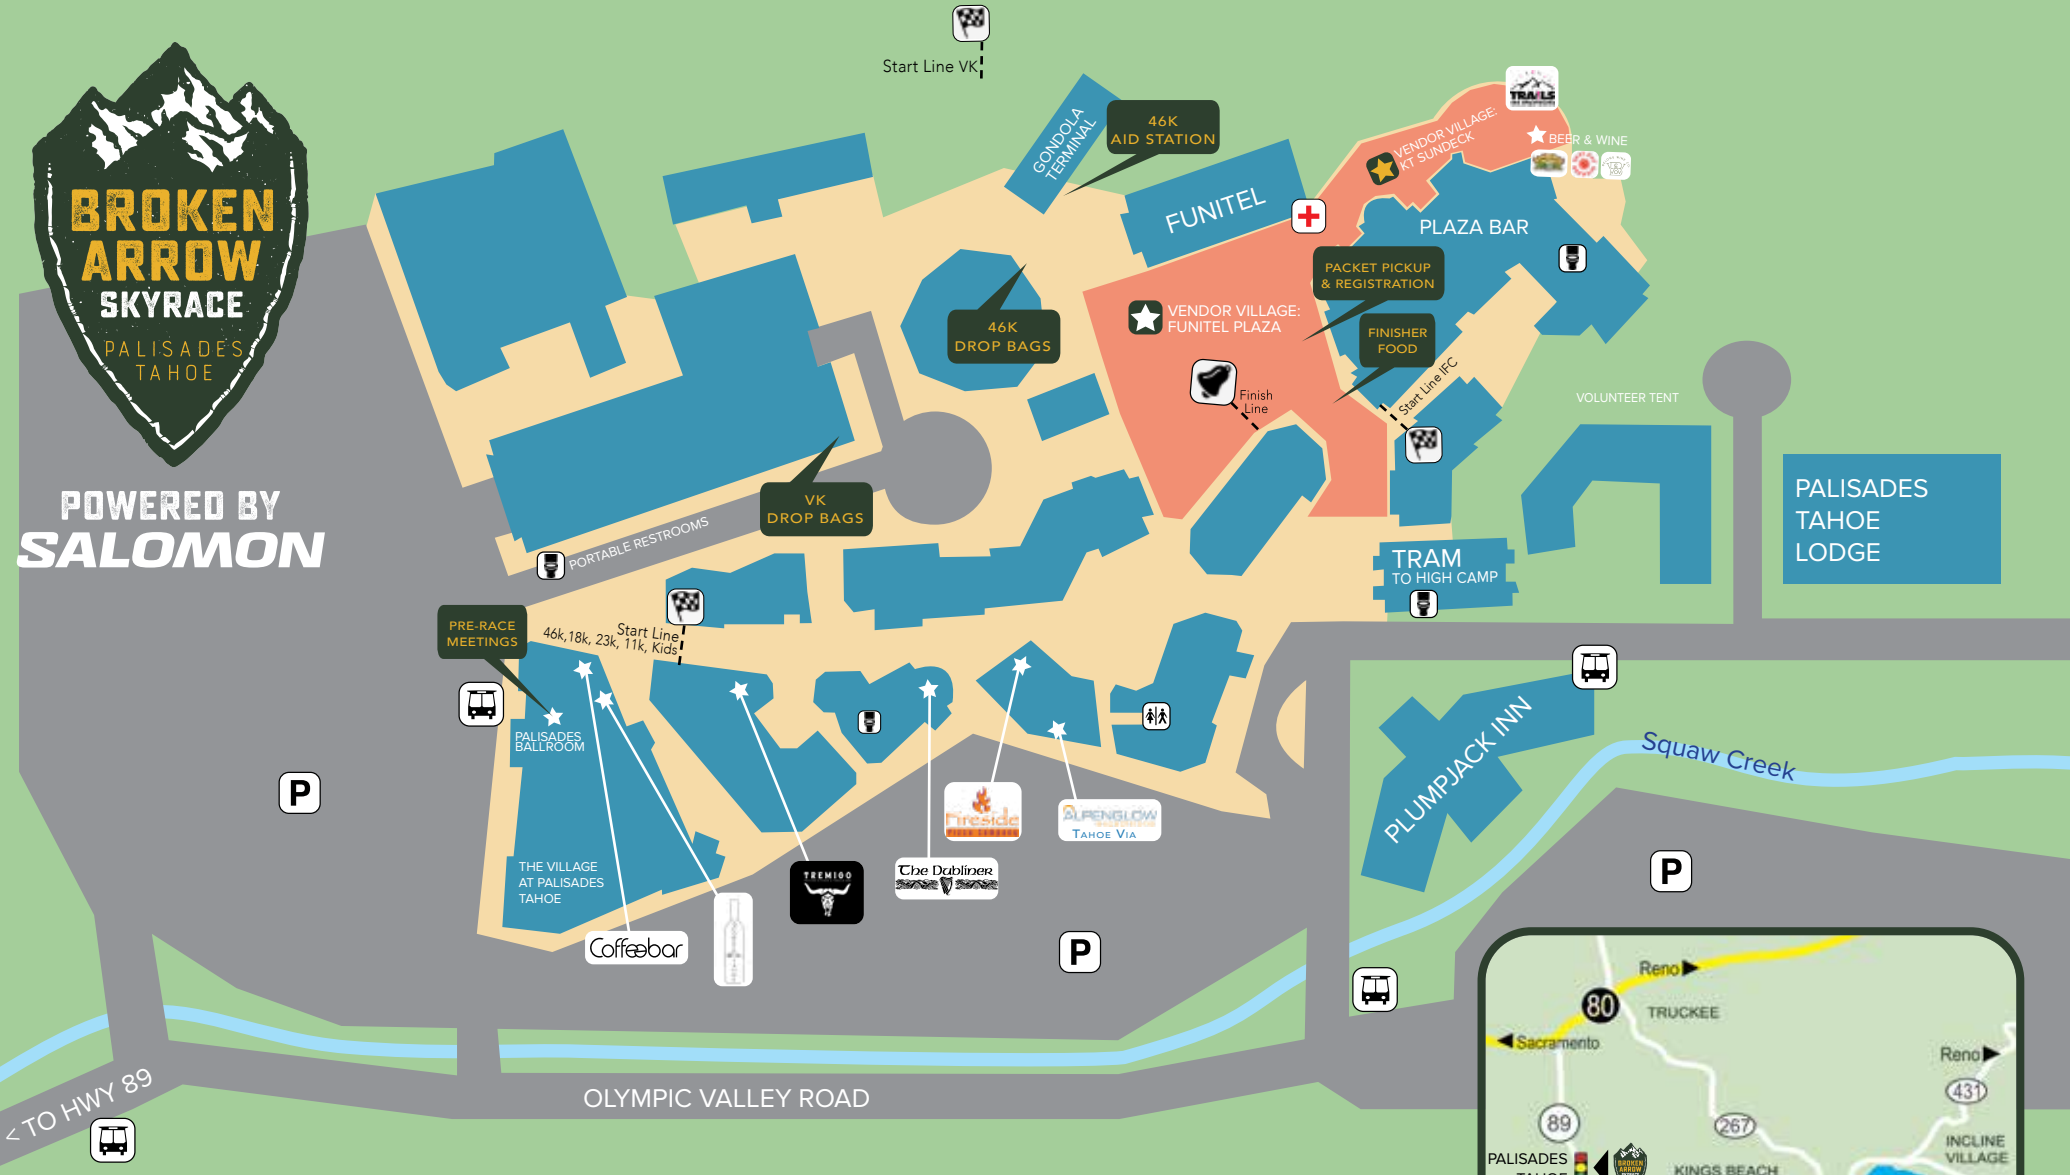 Start Line VK
BROKEN
ARROW
SKYRACE
PALISADES
TAHOE
POWERED BY
SALOMON
GONDOLA
TERMINAL
46K
AID STATION
FUNITEL
VENDOR VILLAGE:
KT SUNDECK
TRAILS
BEER & WINE
PLAZA BAR
PACKET PICKUP
& REGISTRATION
VENDOR VILLAGE:
FUNITEL PLAZA
46K
DROP BAGS
FINISHER
FOOD
Finish
Line
Start Line IFC
VOLUNTEER TENT
PALISADES
TAHOE
LODGE
VK
DROP BAGS
PORTABLE RESTROOMS
TRAM
TO HIGH CAMP
PRE-RACE
MEETINGS
Start Line
46k,18k, 23k, 11k, Kids
PALISADES
BALLROOM
THE VILLAGE
AT PALISADES
TAHOE
P
Coffeebar
TREMIGO
The Dubliner
Fireside
ALPENGLOW
TAHOE VIA
P
PLUMPJACK INN
Squaw Creek
P
< TO HWY 89
OLYMPIC VALLEY ROAD
Reno
80
TRUCKEE
Sacramento
Reno
431
89
267
INCLINE
VILLAGE
PALISADES
TAHOE
BROKEN
ARROW
KINGS BEACH